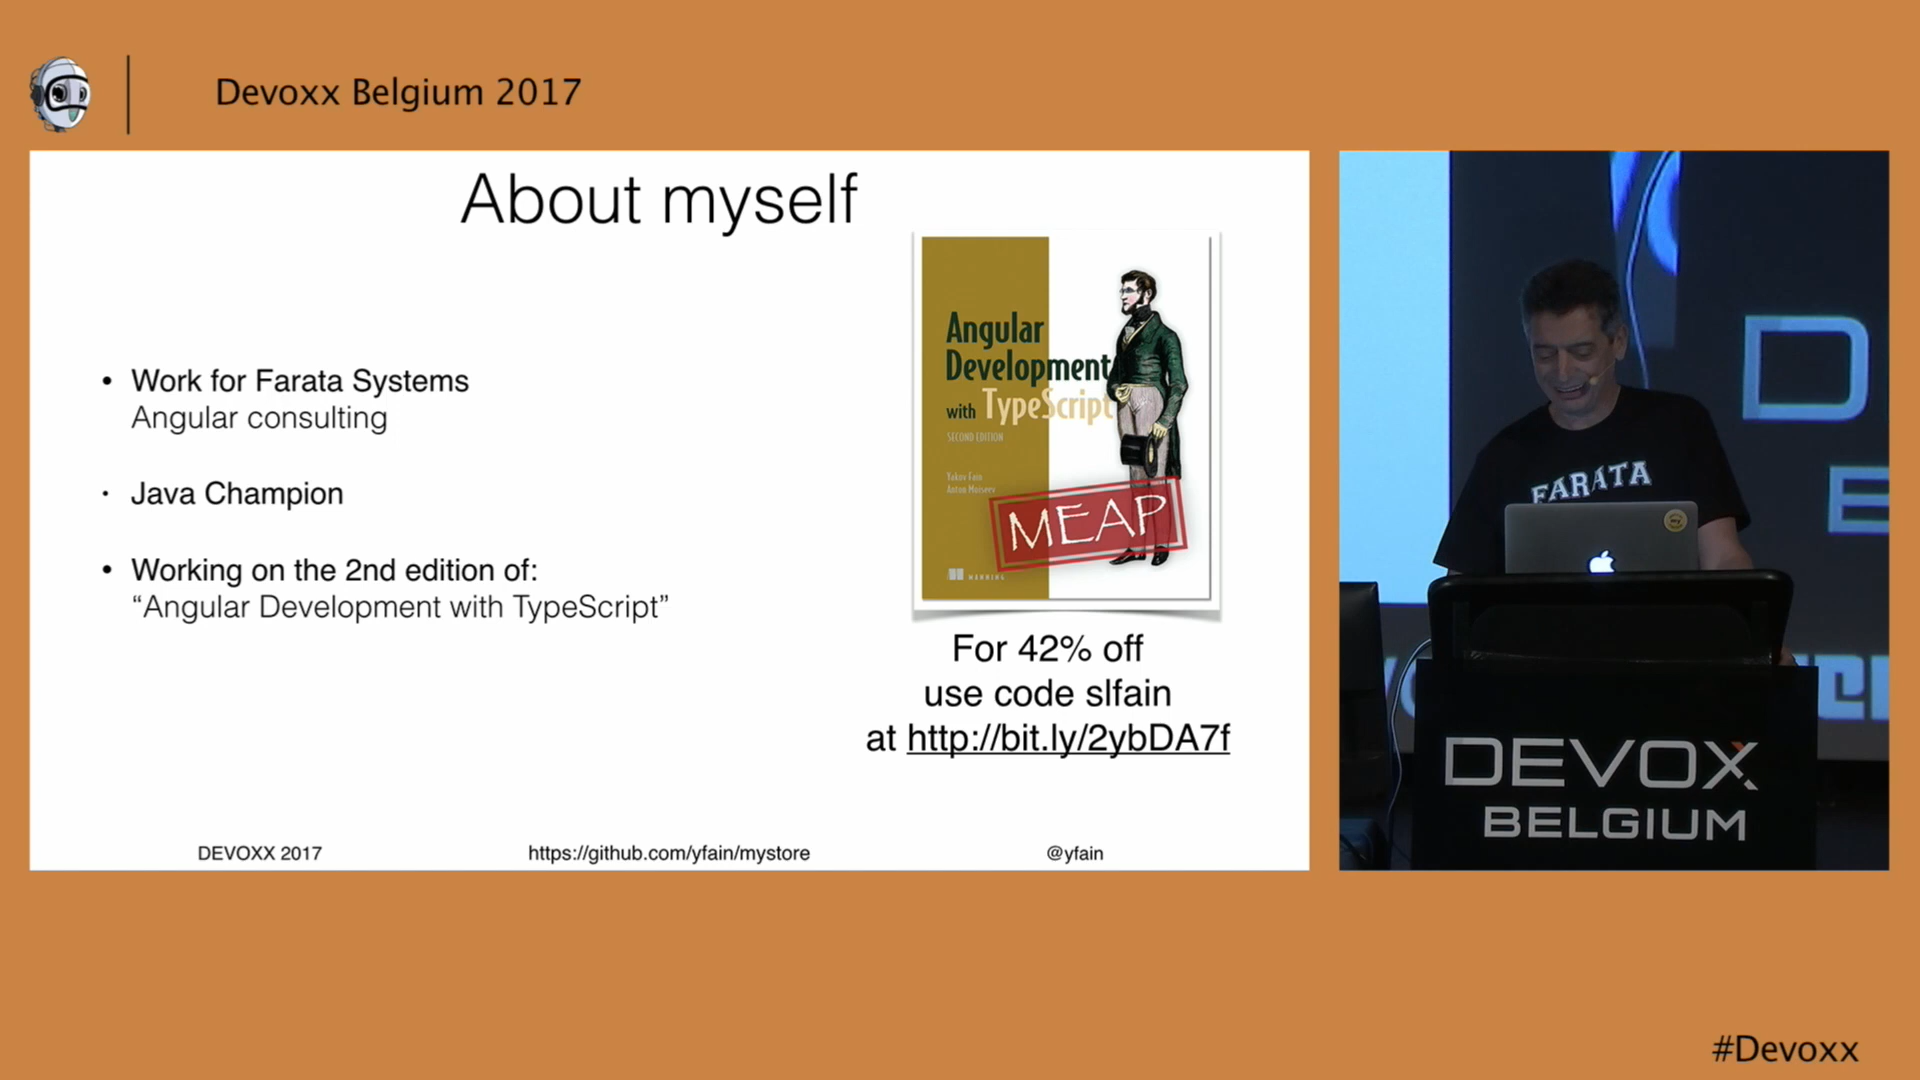 Devoxx Belgium 2017
About myself
• Work for Farata Systems
Angular consulting
• Java Champion
• Working on the 2nd edition of:
“Angular Development with TypeScript”
Angular
Development
with TypeScript
SECOND EDITION
Yakov Fain
Anton Moiseev
MEAP
MANNING
For 42% off
use code slfain
at http://bit.ly/2ybDA7f
DEVOXX 2017
https://github.com/yfain/mystore
@yfain
D
E
FARATA
DEVOXX
BELGIUM
#Devoxx